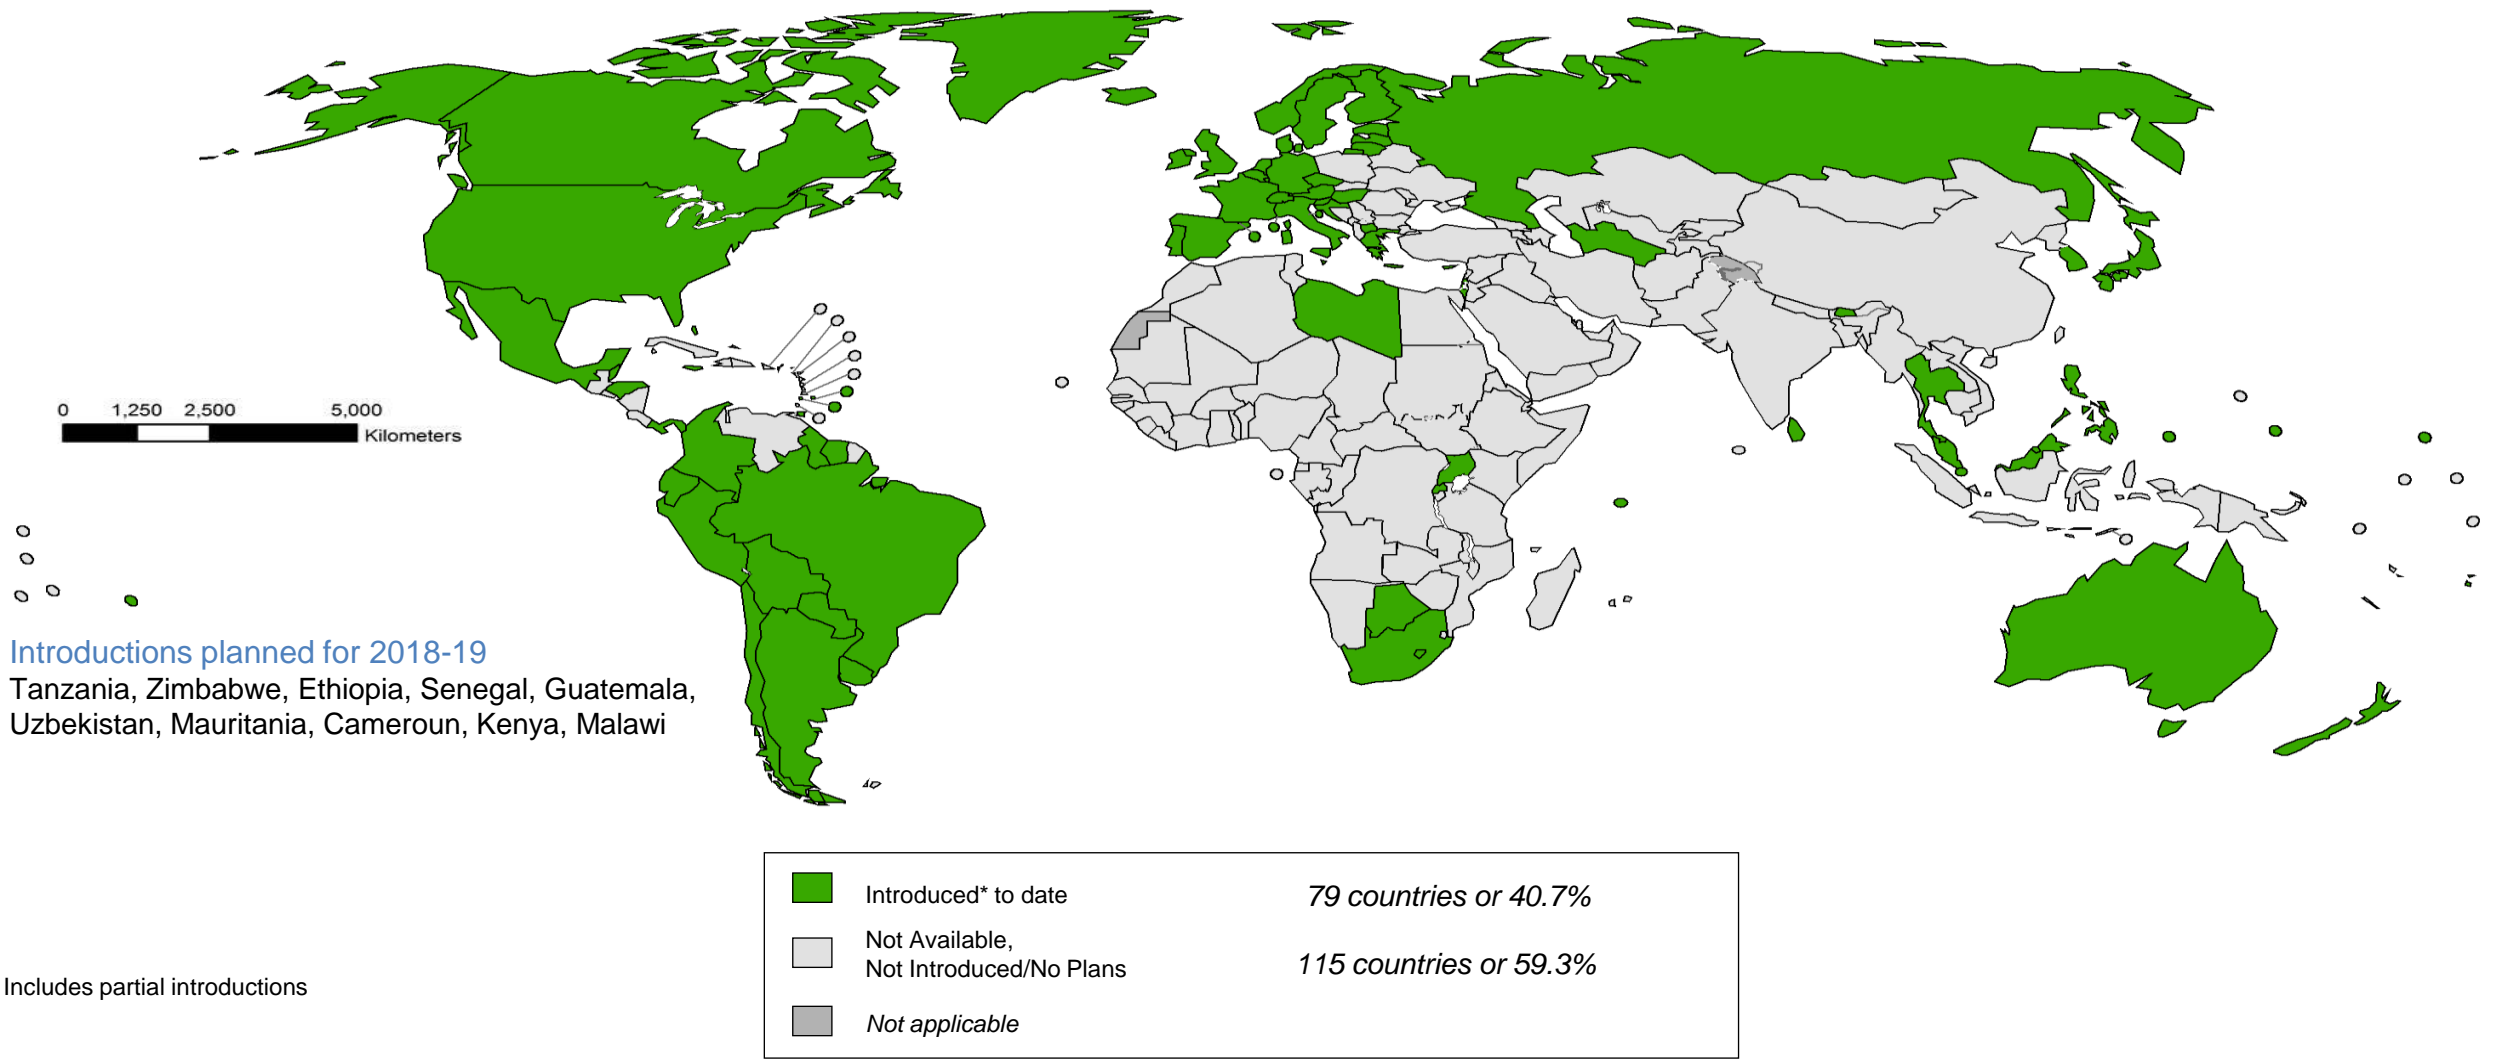 0 1,250 2,500 5,000
Kilometers
Introductions planned for 2018-19
Tanzania, Zimbabwe, Ethiopia, Senegal, Guatemala,
Uzbekistan, Mauritania, Cameroun, Kenya, Malawi
Introduced* to date 79 countries or 40.7%
Not Available,
Not Introduced/No Plans 115 countries or 59.3%
Not applicable
Includes partial introductions